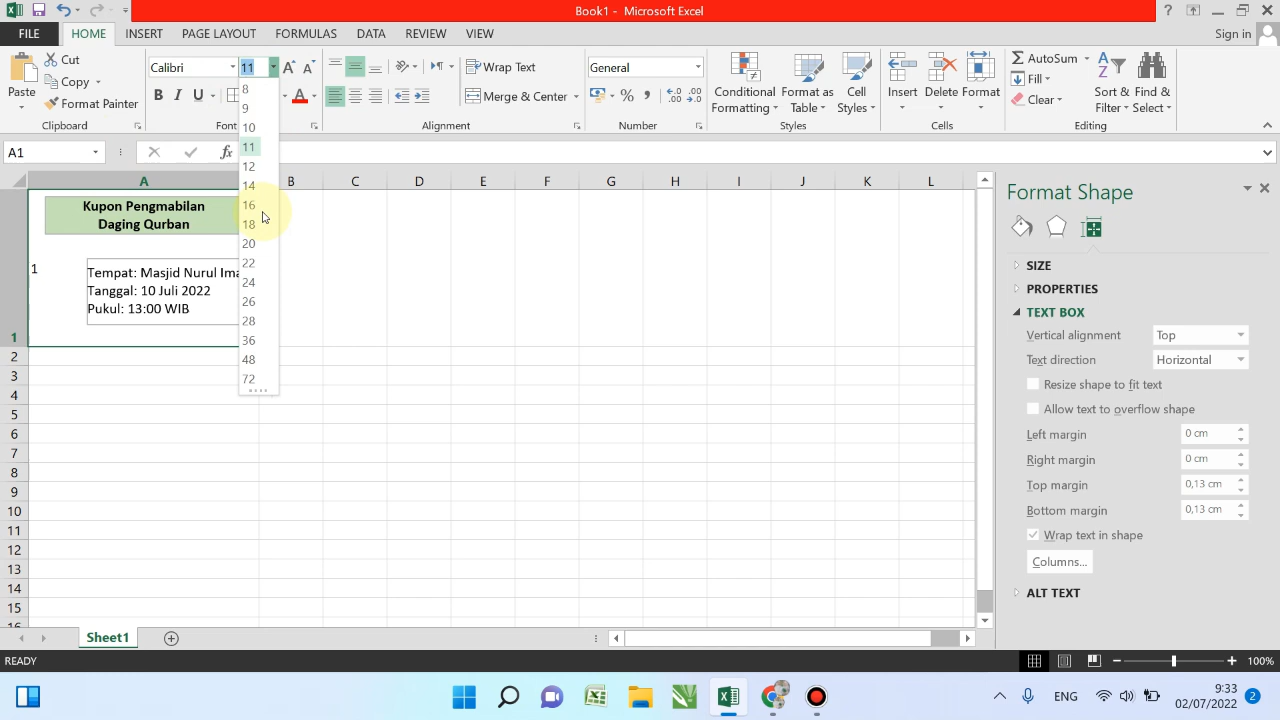 Book1 - Microsoft Excel
FILE HOME INSERT PAGE LAYOUT FORMULAS DATA REVIEW VIEW Sign in
Paste Cut Copy Format Painter Clipboard
Calibri 11 B I U A Font
Wrap Text Merge & Center Alignment
General % Number
Conditional Formatting Format as Table Cell Styles Styles
Insert Delete Format Cells
AutoSum Fill Clear Sort & Filter Find & Select Editing
A1 fx
8
9
10
11
12
14
16
18
20
22
24
26
28
36
48
72
A B C D E F G H I J K L
Kupon Pengmabilan
Daging Qurban
1
Tempat: Masjid Nurul Ima
Tanggal: 10 Juli 2022
Pukul: 13:00 WIB
1
2
3
4
5
6
7
8
9
10
11
12
13
14
15
16
Format Shape
SIZE
PROPERTIES
TEXT BOX
Vertical alignment Top
Text direction Horizontal
Resize shape to fit text
Allow text to overflow shape
Left margin 0 cm
Right margin 0 cm
Top margin 0,13 cm
Bottom margin 0,13 cm
Wrap text in shape
Columns...
ALT TEXT
Sheet1
READY 100%
ENG 9:33
02/07/2022 2